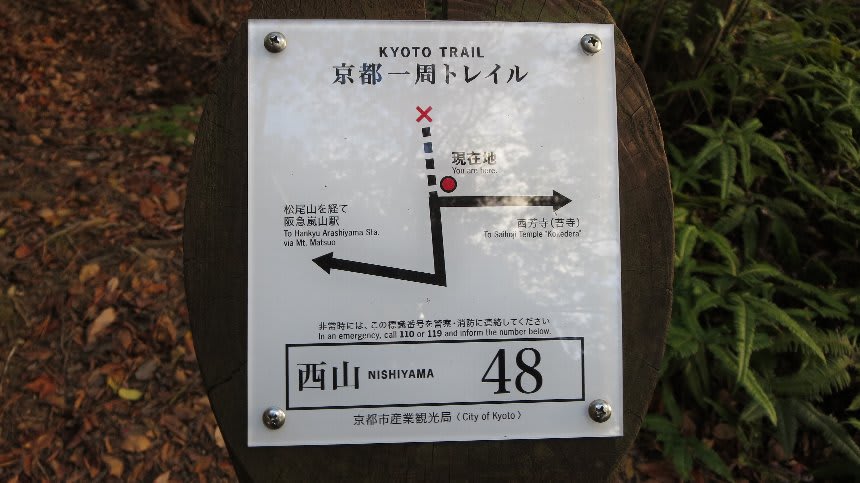 KYOTO TRAIL
京都一周トレイル
現在地
You are here.
松尾山を経て
阪急嵐山駅
To Hankyu Arashiyama Sta.
via Mt. Matsuo
西芳寺(苔寺)
To Saihoji Temple "Kokedera"
非常時には、この標識番号を警察・消防に連絡してください
In an emergency, call 110 or 119 and inform the number below.
西山 NISHIYAMA 48
京都市産業観光局(City of Kyoto)